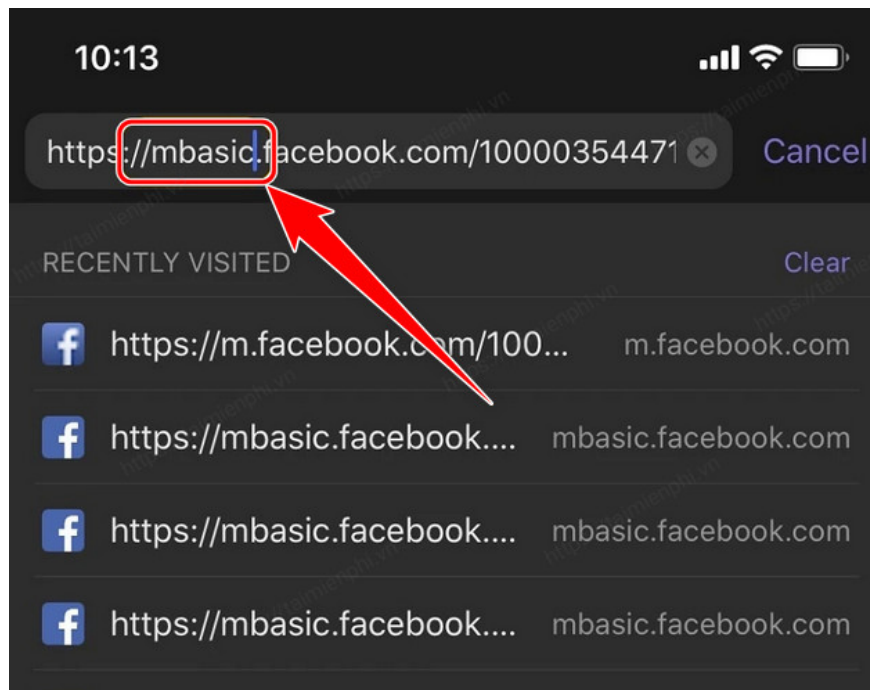 10:13
https://mbasic.facebook.com/10000354471 Cancel
RECENTLY VISITED Clear
https://m.facebook.com/100... m.facebook.com
https://mbasic.facebook.... mbasic.facebook.com
https://mbasic.facebook.... mbasic.facebook.com
https://mbasic.facebook.... mbasic.facebook.com